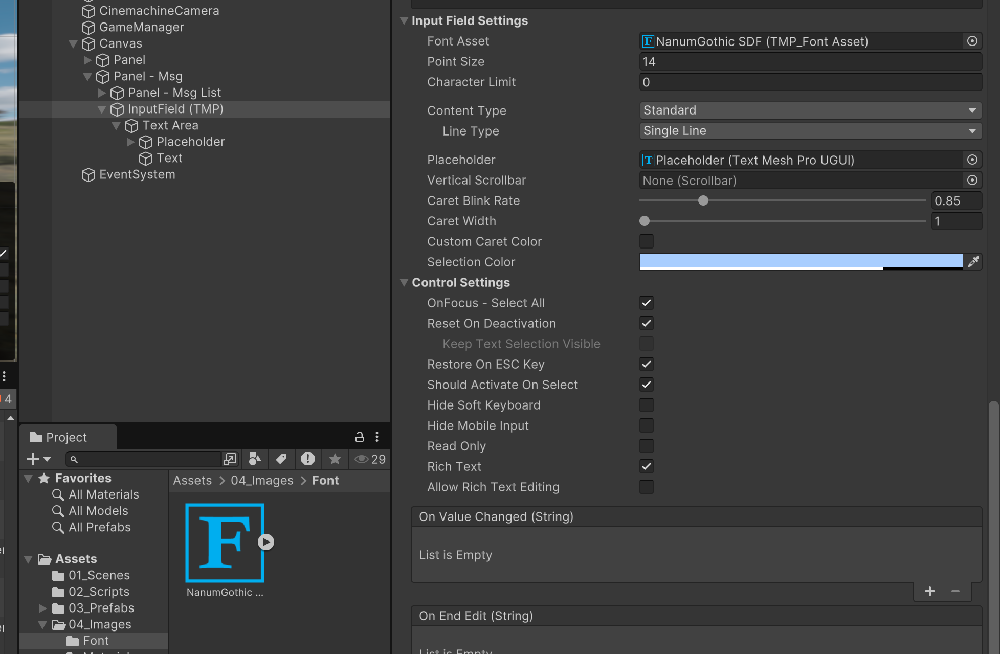 CinemachineCamera
GameManager
Canvas
Panel
Panel - Msg
Panel - Msg List
InputField (TMP)
Text Area
Placeholder
Text
EventSystem
4
Project
29
Favorites
All Materials
All Models
All Prefabs
Assets
01_Scenes
02_Scripts
03_Prefabs
04_Images
Font
Assets > 04_Images > Font
NanumGothic ...
Input Field Settings
Font Asset
NanumGothic SDF (TMP_Font Asset)
Point Size
14
Character Limit
0
Content Type
Standard
Line Type
Single Line
Placeholder
Placeholder (Text Mesh Pro UGUI)
Vertical Scrollbar
None (Scrollbar)
Caret Blink Rate
0.85
Caret Width
1
Custom Caret Color
Selection Color
Control Settings
OnFocus - Select All
Reset On Deactivation
Keep Text Selection Visible
Restore On ESC Key
Should Activate On Select
Hide Soft Keyboard
Hide Mobile Input
Read Only
Rich Text
Allow Rich Text Editing
On Value Changed (String)
List is Empty
On End Edit (String)
List is Empty